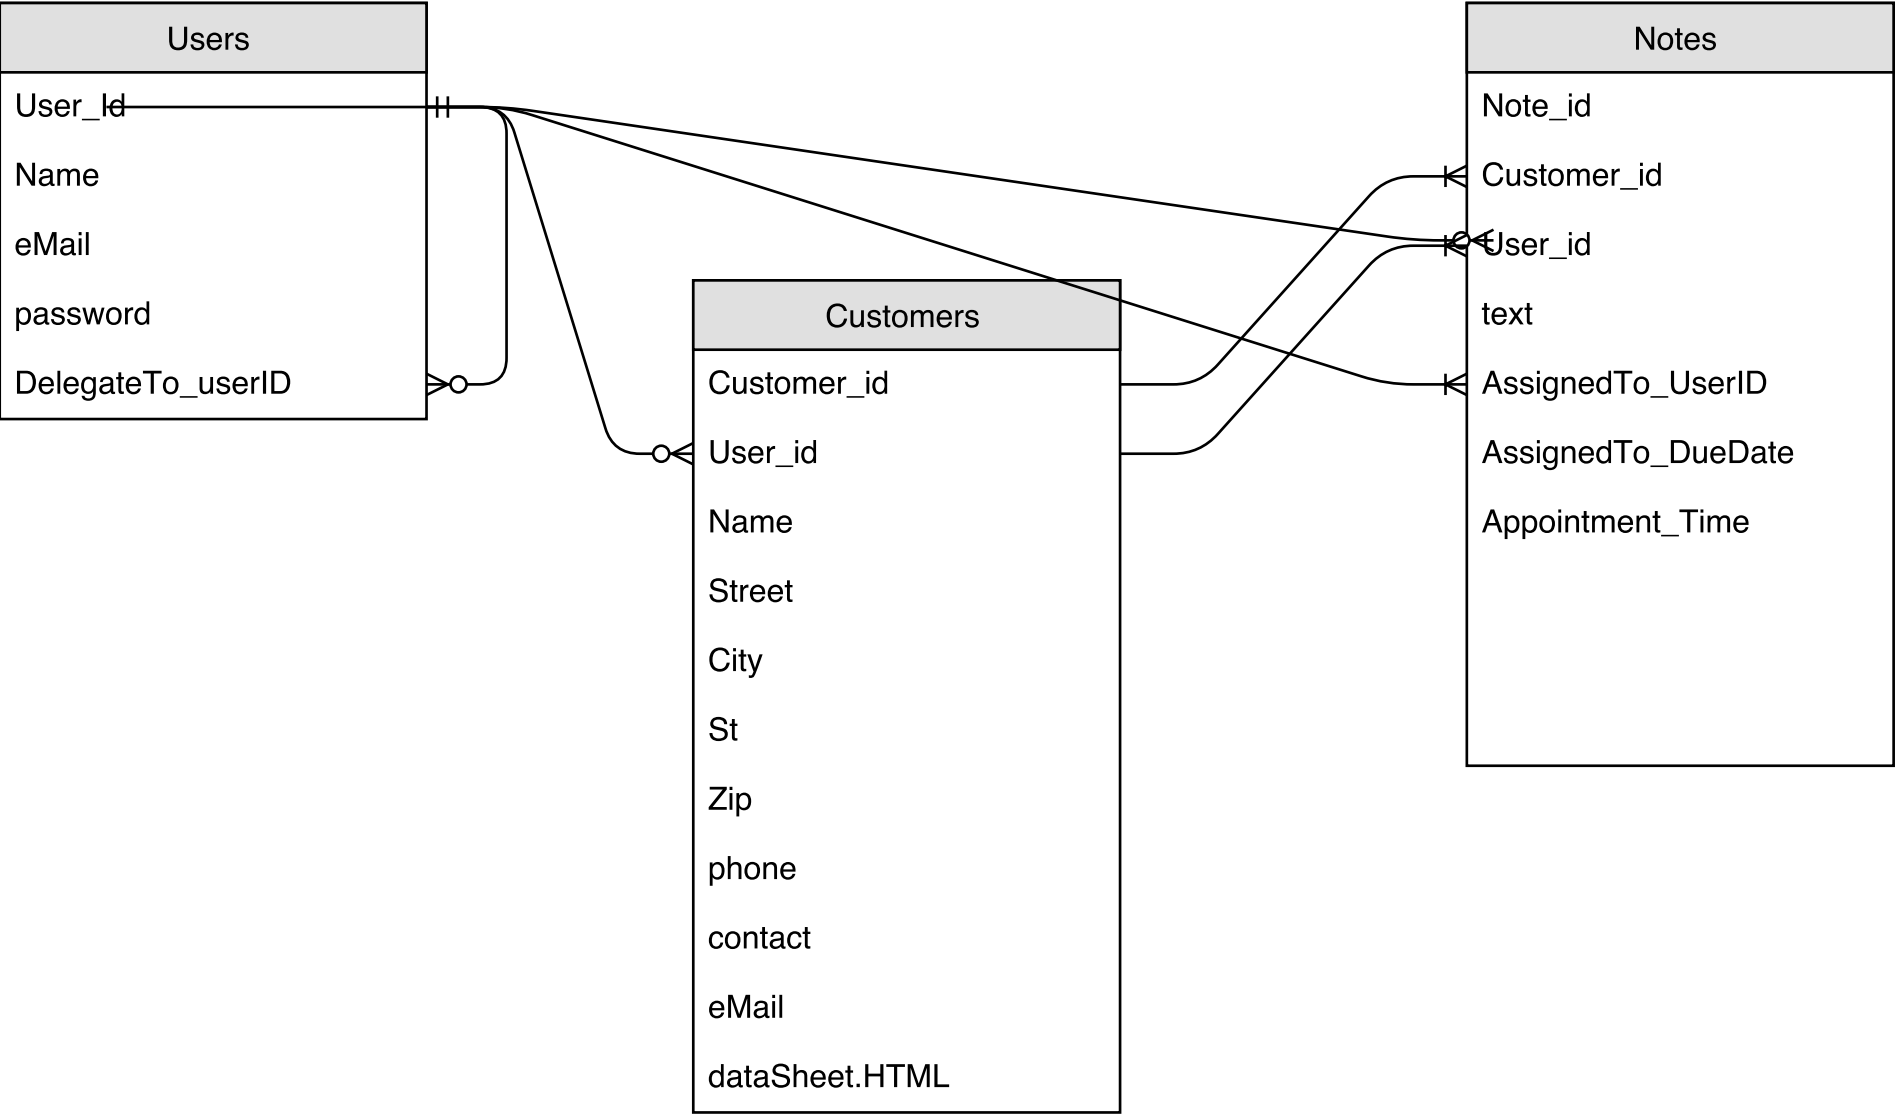 Users
User_Id
Name
eMail
password
DelegateTo_userID
Customers
Customer_id
User_id
Name
Street
City
St
Zip
phone
contact
eMail
dataSheet.HTML
Notes
Note_id
Customer_id
User_id
text
AssignedTo_UserID
AssignedTo_DueDate
Appointment_Time